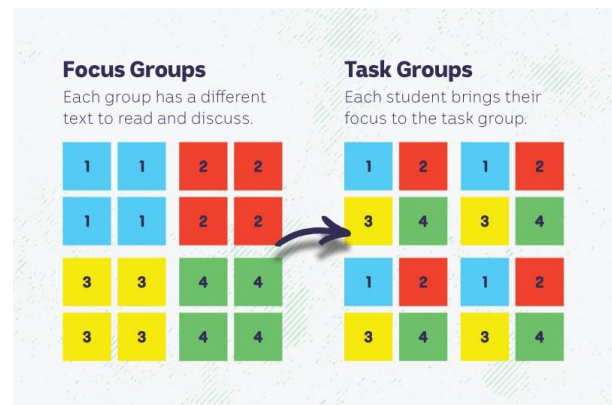 Focus Groups
Each group has a different
text to read and discuss.
1 1 2 2
1 1 2 2
3 3 4 4
3 3 4 4
Task Groups
Each student brings their
focus to the task group.
1 2 1 2
3 4 3 4
1 2 1 2
3 4 3 4